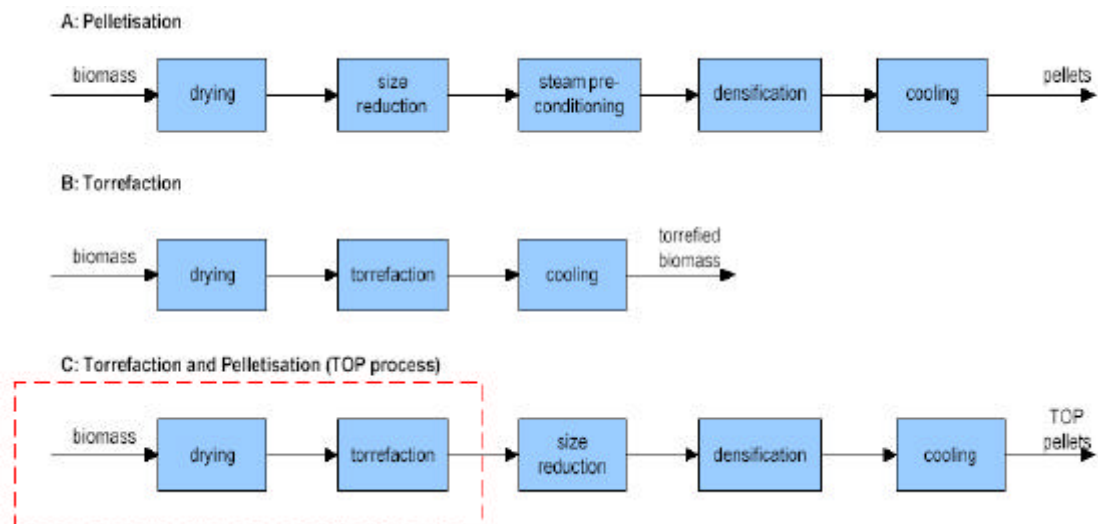 A: Pelletisation
biomass
drying
size
reduction
steam pre-
conditioning
densification
cooling
pellets
B: Torrefaction
biomass
drying
torrefaction
cooling
torrefied
biomass
C: Torrefaction and Pelletisation (TOP process)
biomass
drying
torrefaction
size
reduction
densification
cooling
TOP
pellets